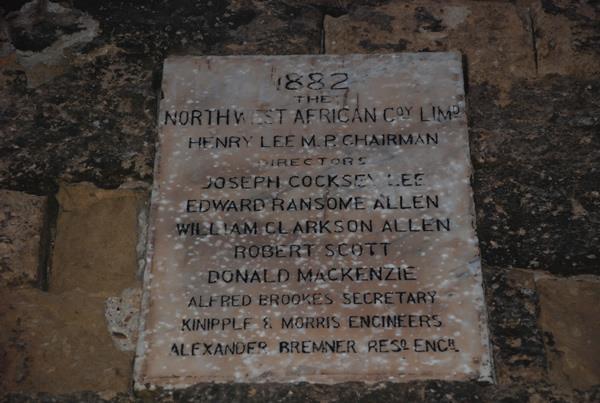 1882
THE
NORTH WEST AFRICAN COY LIMD
HENRY LEE M.P. CHAIRMAN
DIRECTORS
JOSEPH COCKSEY LEE
EDWARD RANSOME ALLEN
WILLIAM CLARKSON ALLEN
ROBERT SCOTT
DONALD MACKENZIE
ALFRED BROOKES SECRETARY
KINIPPLE & MORRIS ENGINEERS
ALEXANDER BREMNER RESD ENGR